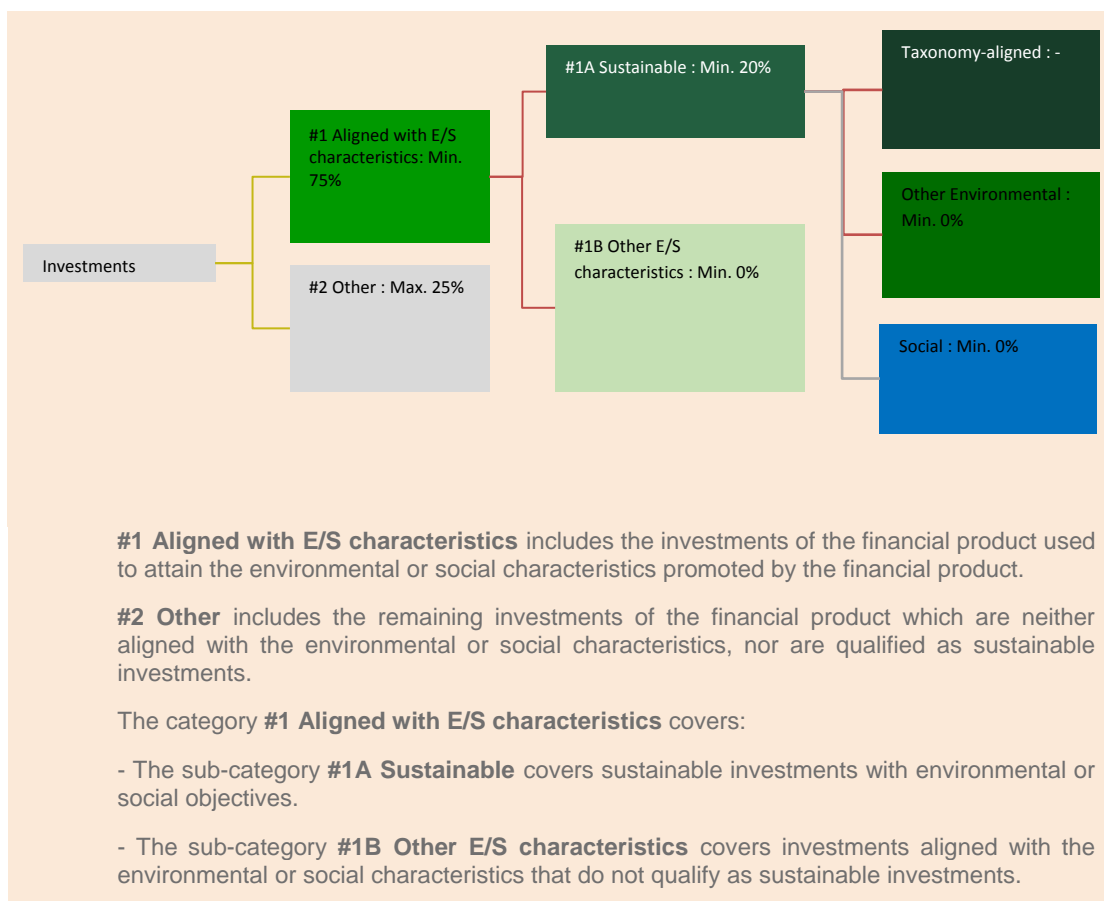 Investments
#1 Aligned with E/S
characteristics: Min.
75%
#2 Other : Max. 25%
#1A Sustainable : Min. 20%
#1B Other E/S
characteristics : Min. 0%
Taxonomy-aligned : -
Other Environmental :
Min. 0%
Social : Min. 0%
#1 Aligned with E/S characteristics includes the investments of the financial product used
to attain the environmental or social characteristics promoted by the financial product.
#2 Other includes the remaining investments of the financial product which are neither
aligned with the environmental or social characteristics, nor are qualified as sustainable
investments.
The category #1 Aligned with E/S characteristics covers:
- The sub-category #1A Sustainable covers sustainable investments with environmental or
social objectives.
- The sub-category #1B Other E/S characteristics covers investments aligned with the
environmental or social characteristics that do not qualify as sustainable investments.